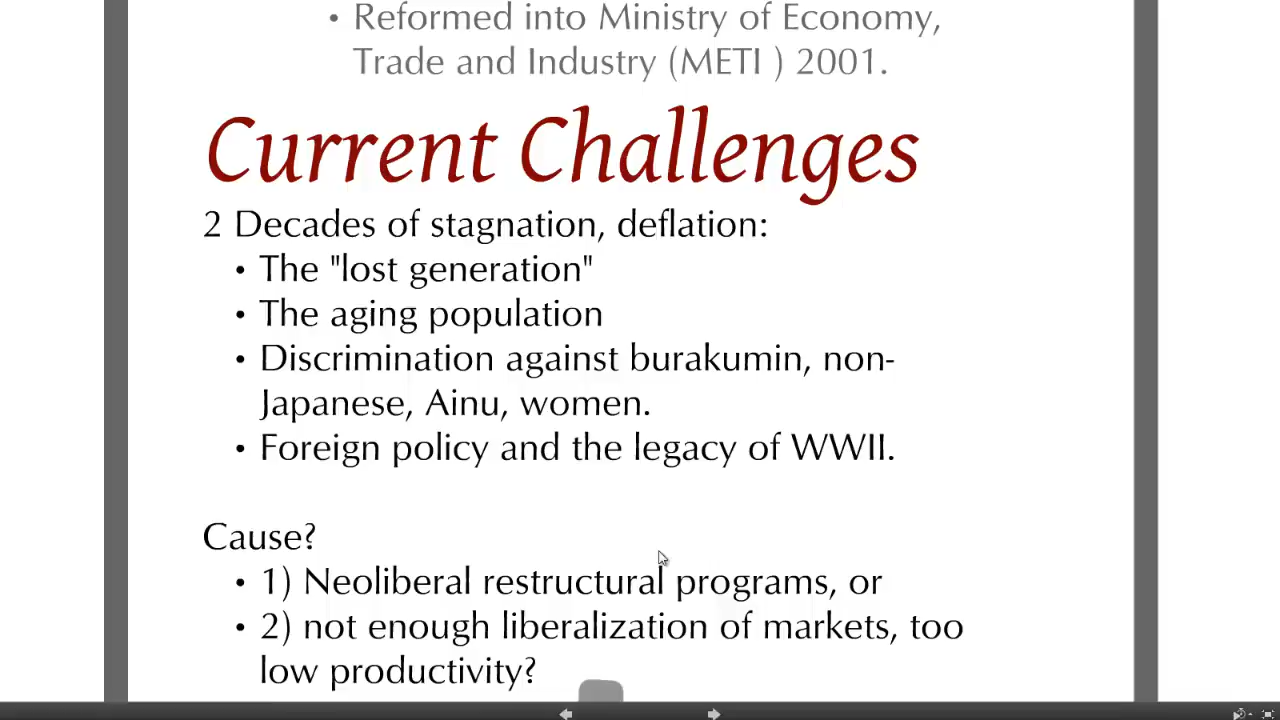 • Reformed into Ministry of Economy,
Trade and Industry (METI ) 2001.
Current Challenges
2 Decades of stagnation, deflation:
• The "lost generation"
• The aging population
• Discrimination against burakumin, non-
Japanese, Ainu, women.
• Foreign policy and the legacy of WWII.
Cause?
• 1) Neoliberal restructural programs, or
• 2) not enough liberalization of markets, too
low productivity?